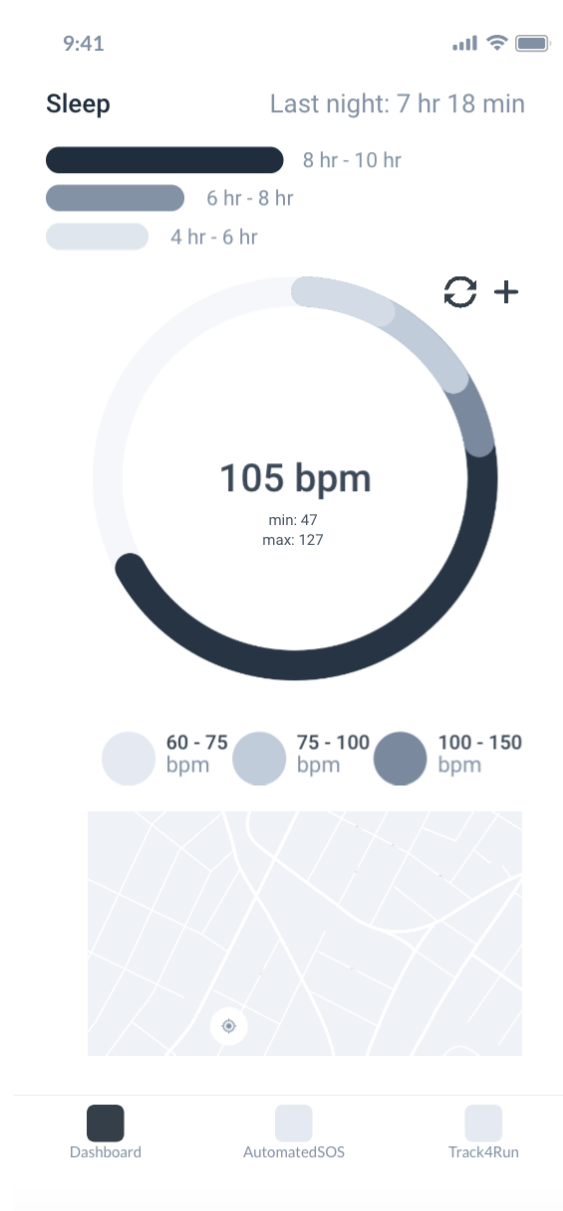 9:41
Sleep Last night: 7 hr 18 min
8 hr - 10 hr
6 hr - 8 hr
4 hr - 6 hr
105 bpm
min: 47
max: 127
60 - 75 75 - 100 100 - 150
bpm bpm bpm
Dashboard AutomatedSOS Track4Run